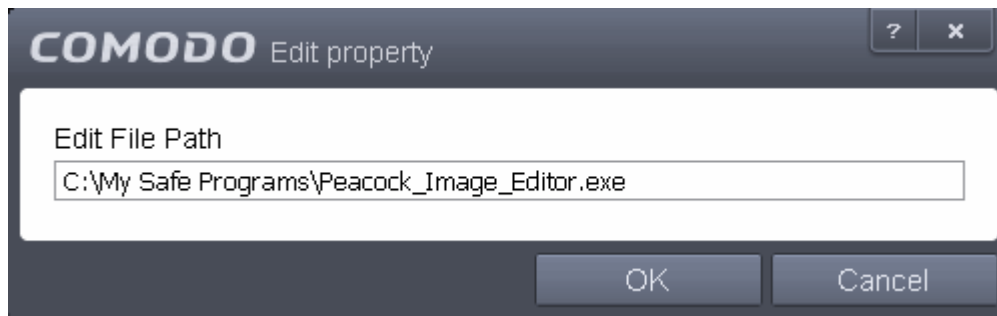 COMODO Edit property
? ×
Edit File Path
C:\My Safe Programs\Peacock_Image_Editor.exe
OK Cancel